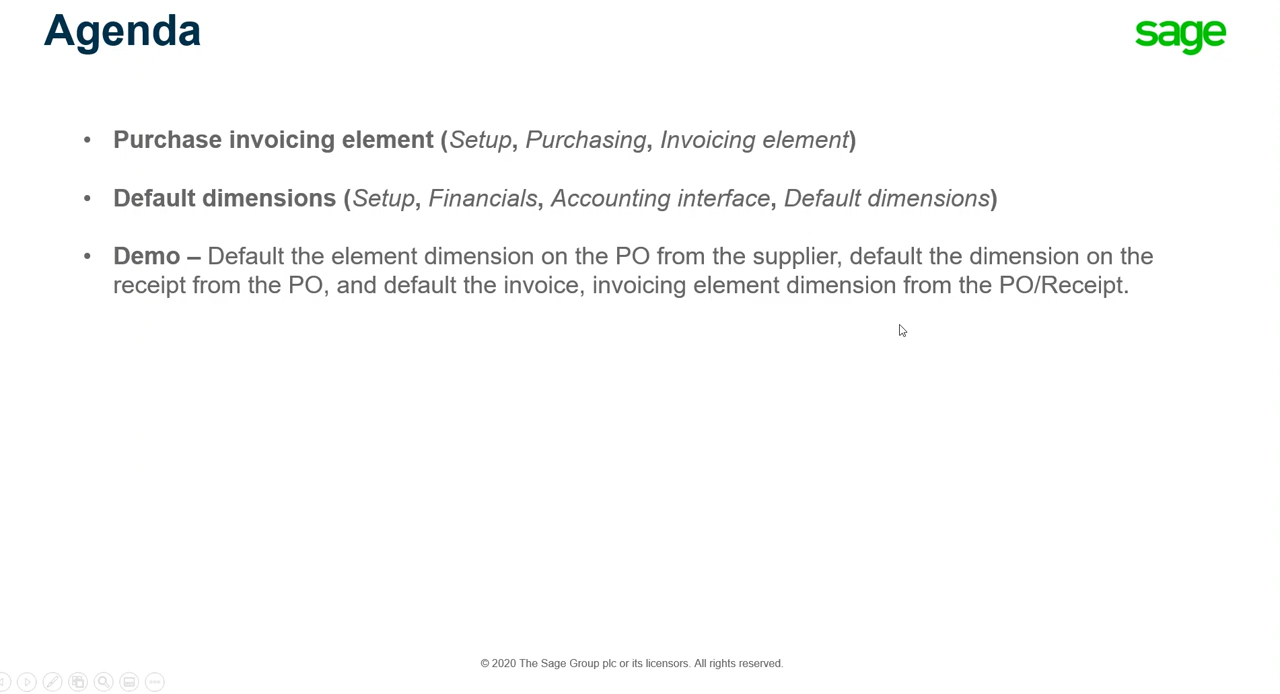 Agenda
sage
• Purchase invoicing element (Setup, Purchasing, Invoicing element)
• Default dimensions (Setup, Financials, Accounting interface, Default dimensions)
• Demo – Default the element dimension on the PO from the supplier, default the dimension on the
receipt from the PO, and default the invoice, invoicing element dimension from the PO/Receipt.
© 2020 The Sage Group plc or its licensors. All rights reserved.